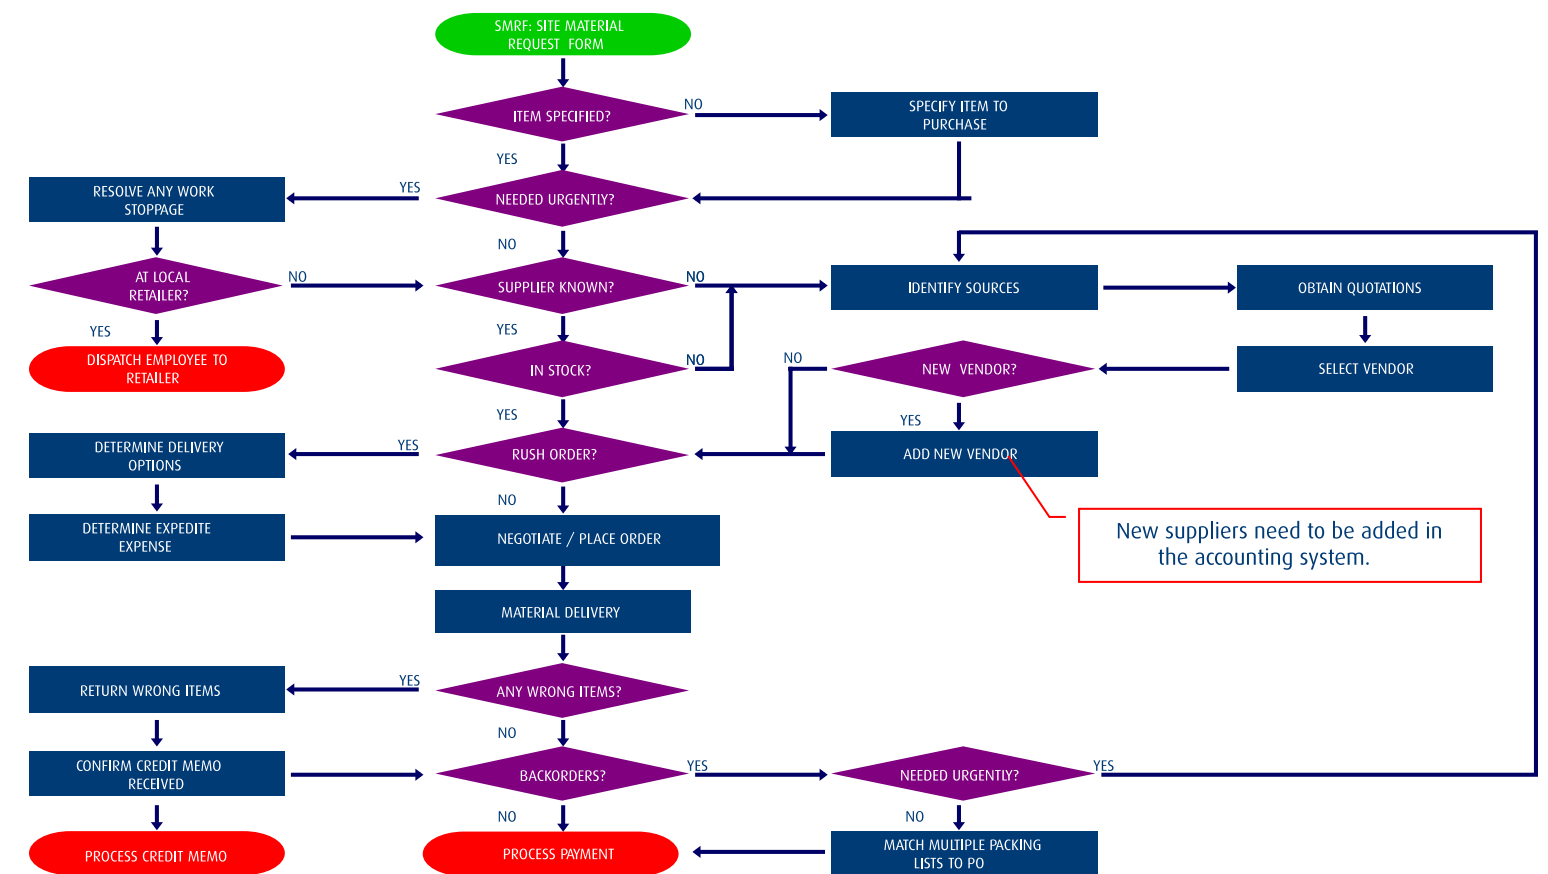 SMRF: SITE MATERIAL
REQUEST FORM
ITEM SPECIFIED?
NO
SPECIFY ITEM TO
PURCHASE
YES
RESOLVE ANY WORK
STOPPAGE
YES
NEEDED URGENTLY?
NO
AT LOCAL
RETAILER?
NO
SUPPLIER KNOWN?
NO
IDENTIFY SOURCES
OBTAIN QUOTATIONS
YES
YES
DISPATCH EMPLOYEE TO
RETAILER
IN STOCK?
NO
NO
NEW VENDOR?
SELECT VENDOR
YES
YES
DETERMINE DELIVERY
OPTIONS
YES
RUSH ORDER?
ADD NEW VENDOR
NO
DETERMINE EXPEDITE
EXPENSE
NEGOTIATE / PLACE ORDER
New suppliers need to be added in
the accounting system.
MATERIAL DELIVERY
RETURN WRONG ITEMS
YES
ANY WRONG ITEMS?
NO
CONFIRM CREDIT MEMO
RECEIVED
BACKORDERS?
YES
NEEDED URGENTLY?
YES
NO
NO
PROCESS CREDIT MEMO
PROCESS PAYMENT
MATCH MULTIPLE PACKING
LISTS TO PO